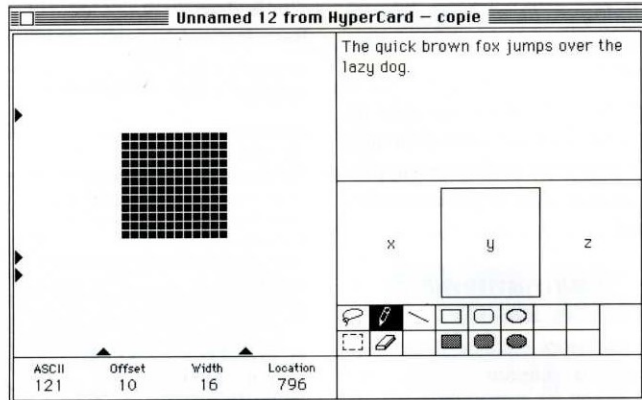 Unnamed 12 from HyperCard – copie
The quick brown fox jumps over the
lazy dog.
x y z
ASCII Offset Width Location
121 10 16 796